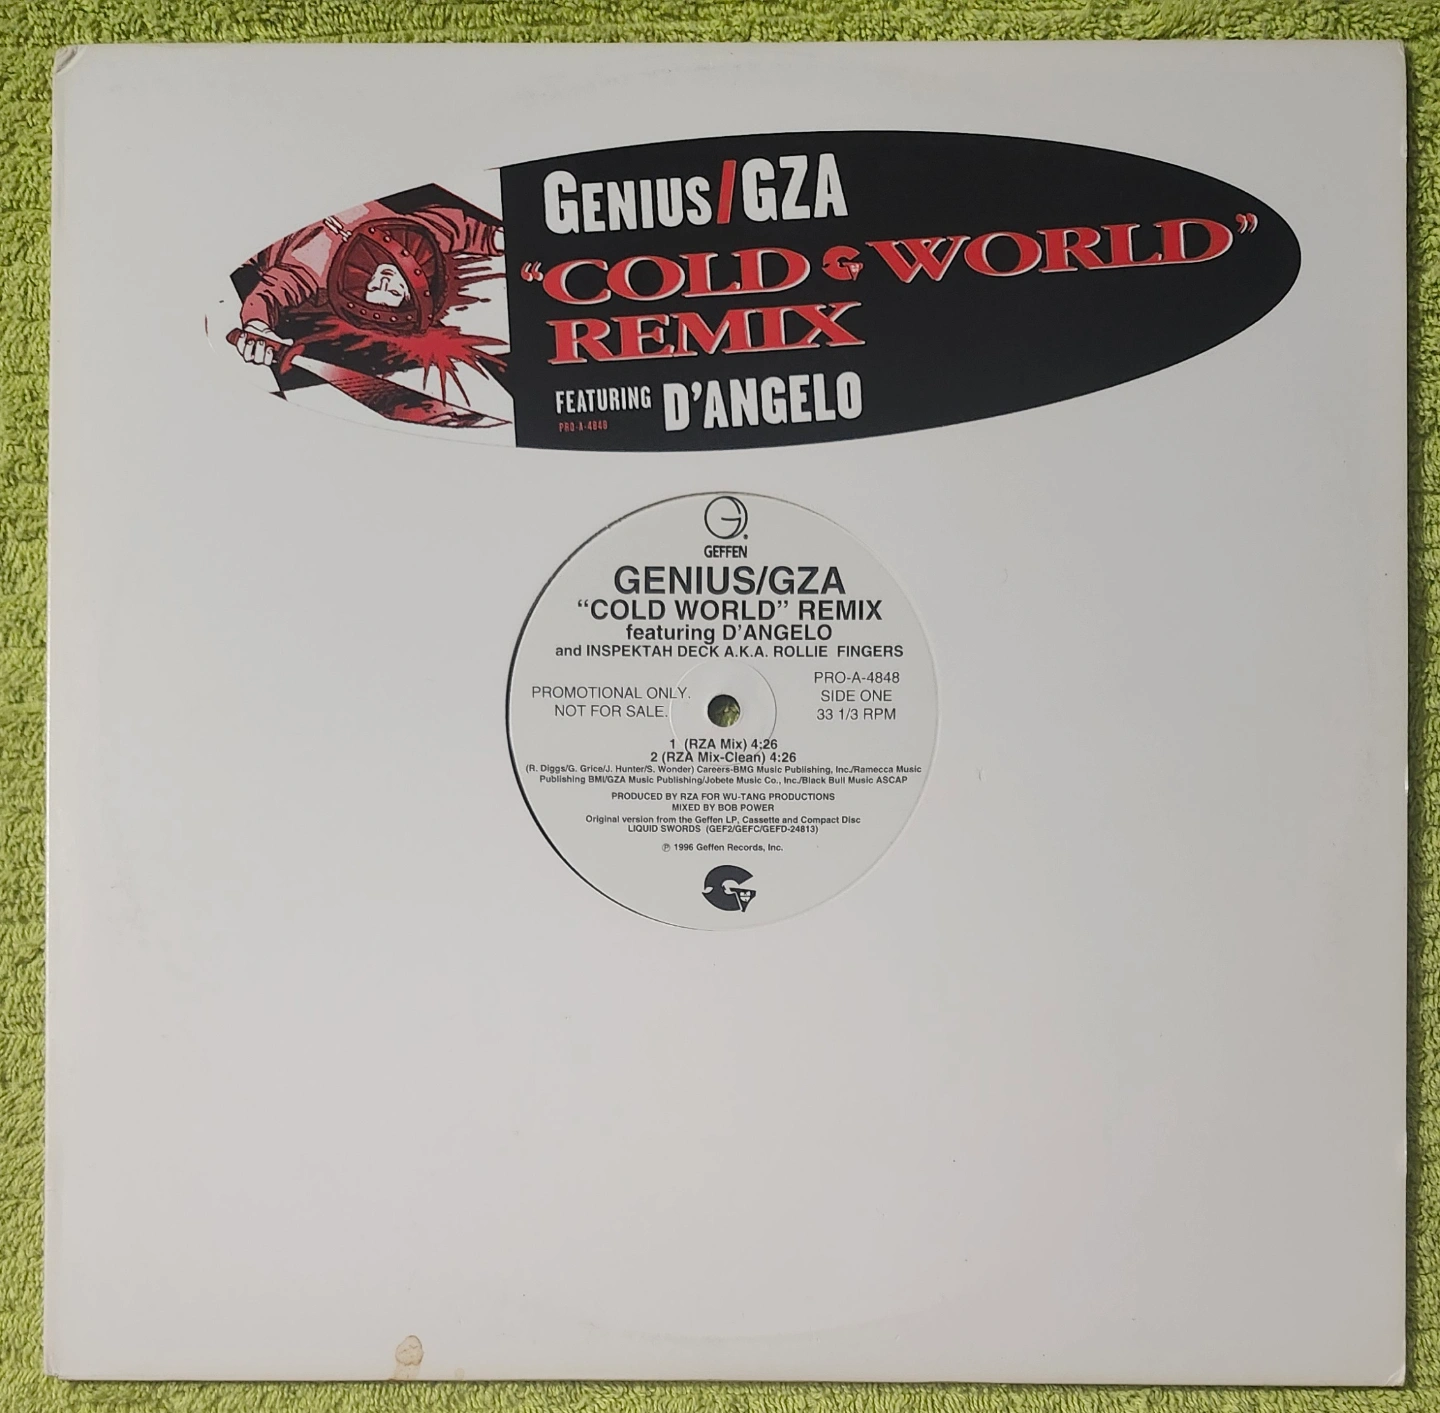 GENIUS/GZA
“COLD WORLD”
REMIX
FEATURING D'ANGELO
PRO-A-4848
GEFFEN
GENIUS/GZA
“COLD WORLD” REMIX
featuring D'ANGELO
and INSPEKTAH DECK A.K.A. ROLLIE FINGERS
PROMOTIONAL ONLY.
NOT FOR SALE.
PRO-A-4848
SIDE ONE
33 1/3 RPM
1 (RZA Mix) 4:26
2 (RZA Mix-Clean) 4:26
(R. Diggs/G. Grice/J. Hunter/S. Wonder) Careers-BMG Music Publishing, Inc./Ramecca Music
Publishing BMI/GZA Music Publishing/Jobete Music Co., Inc./Black Bull Music ASCAP
PRODUCED BY RZA FOR WU-TANG PRODUCTIONS
MIXED BY BOB POWER
Original version from the Geffen LP, Cassette and Compact Disc
LIQUID SWORDS (GEF2/GEFC/GEFD-24813)
℗ 1996 Geffen Records, Inc.